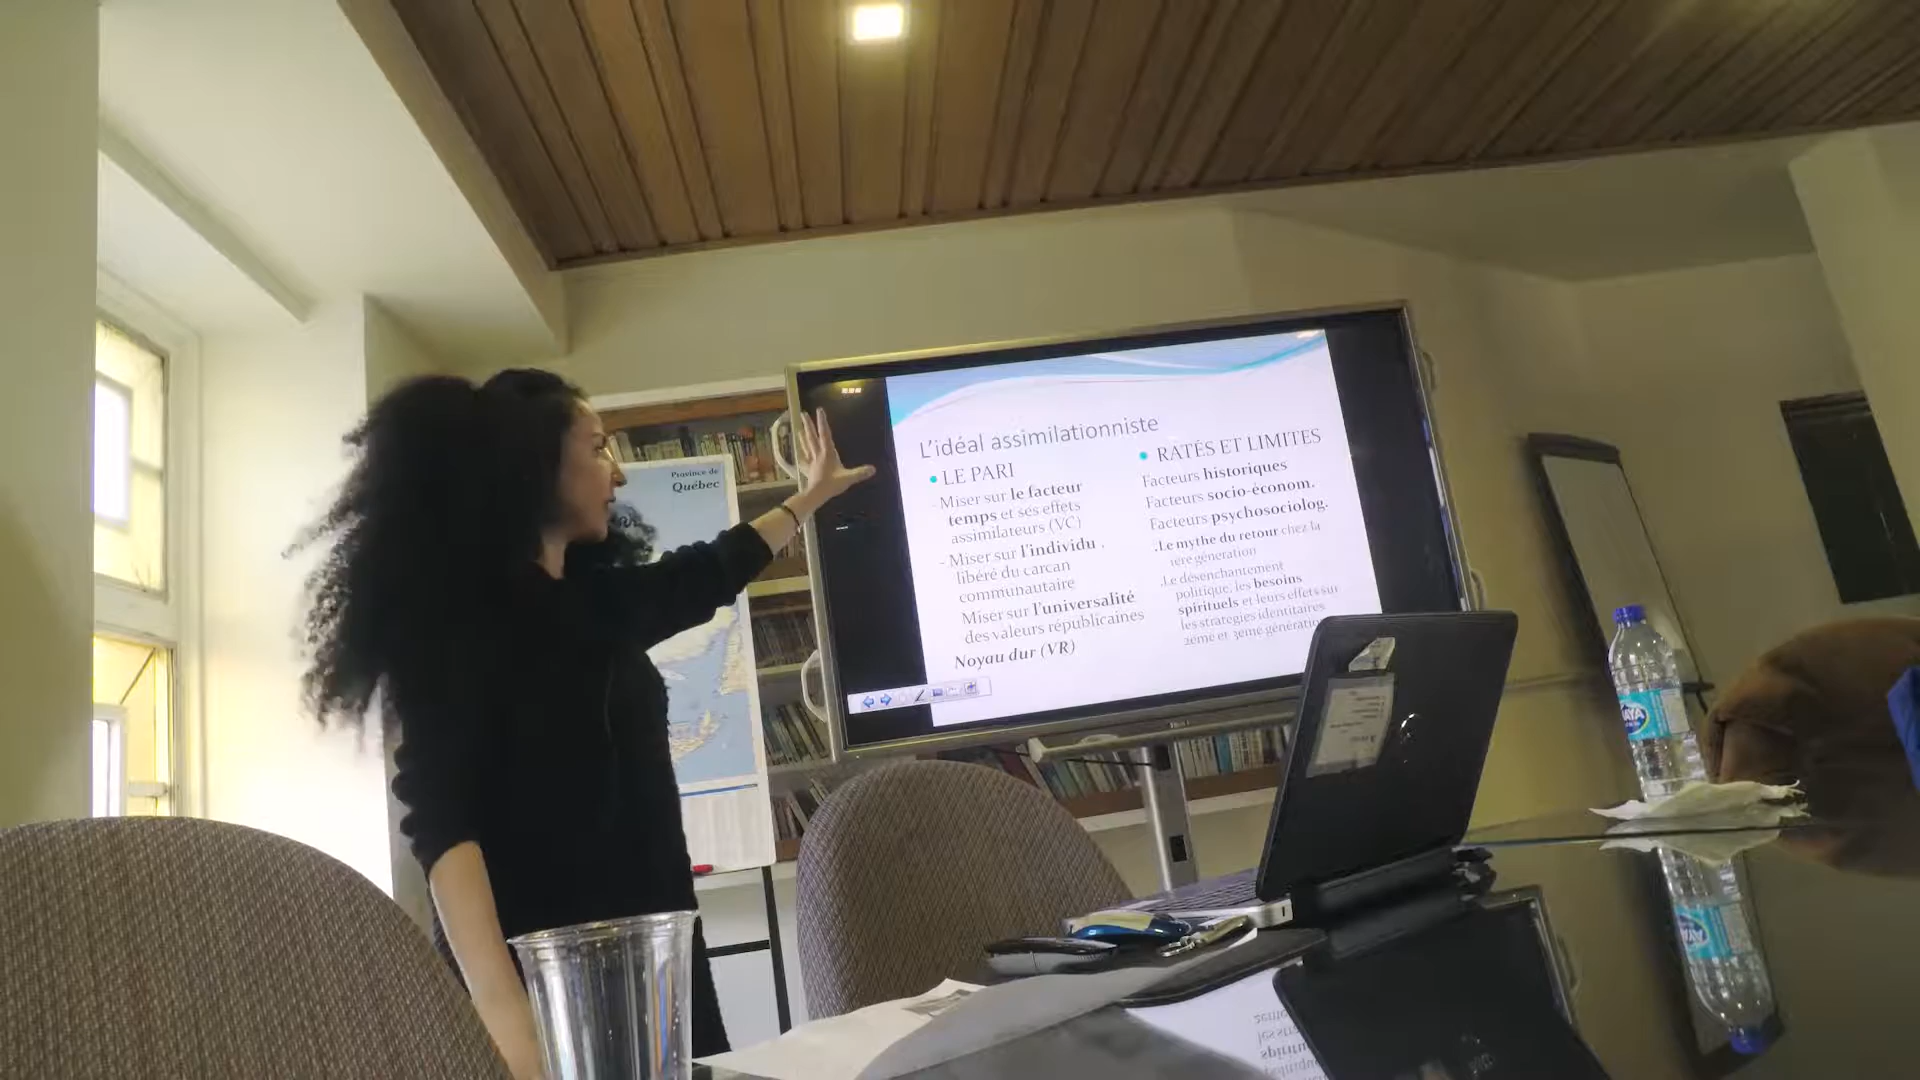 Province de
Québec
L'idéal assimilationniste
• LE PARI
- Miser sur le facteur
temps et ses effets
assimilateurs (VC)
- Miser sur l'individu ,
libéré du carcan
communautaire
Miser sur l'universalité
des valeurs républicaines
Noyau dur (VR)
• RATÉS ET LIMITES
Facteurs historiques
Facteurs socio-économ.
Facteurs psychosociolog.
.Le mythe du retour chez la
1ère génération
.Le désenchantement
politique, les besoins
spirituels et leurs effets sur
les stratégies identitaires
2ème et 3ème génération